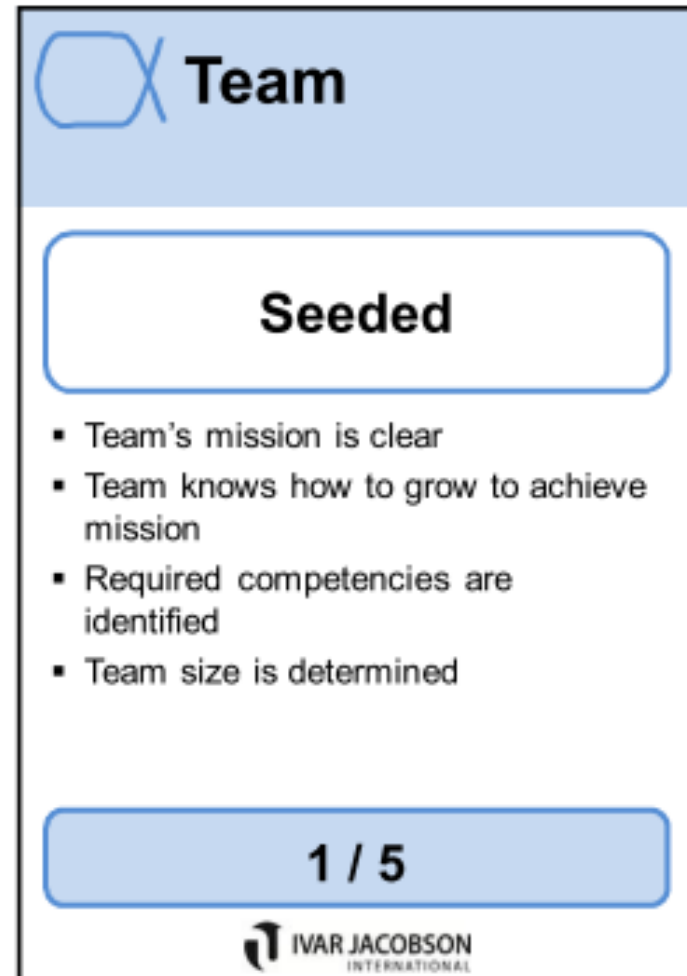 Team
Seeded
▪ Team's mission is clear
▪ Team knows how to grow to achieve
mission
▪ Required competencies are
identified
▪ Team size is determined
1 / 5
IVAR JACOBSON
INTERNATIONAL